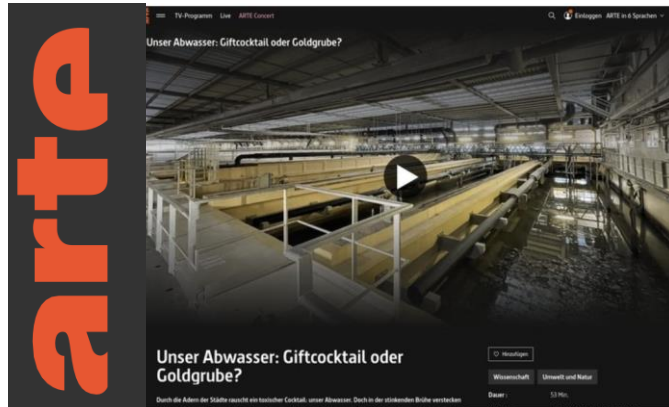 arte
TV-Programm Live ARTE Concert
Einloggen ARTE in 6 Sprachen
Unser Abwasser: Giftcocktail oder Goldgrube?
Unser Abwasser: Giftcocktail oder
Goldgrube?
Hinzufügen
Wissenschaft Umwelt und Natur
Dauer : 53 Min.
Durch die Adern der Städte rauscht ein toxischer Cocktail: unser Abwasser. Doch in der stinkenden Brühe verstecken